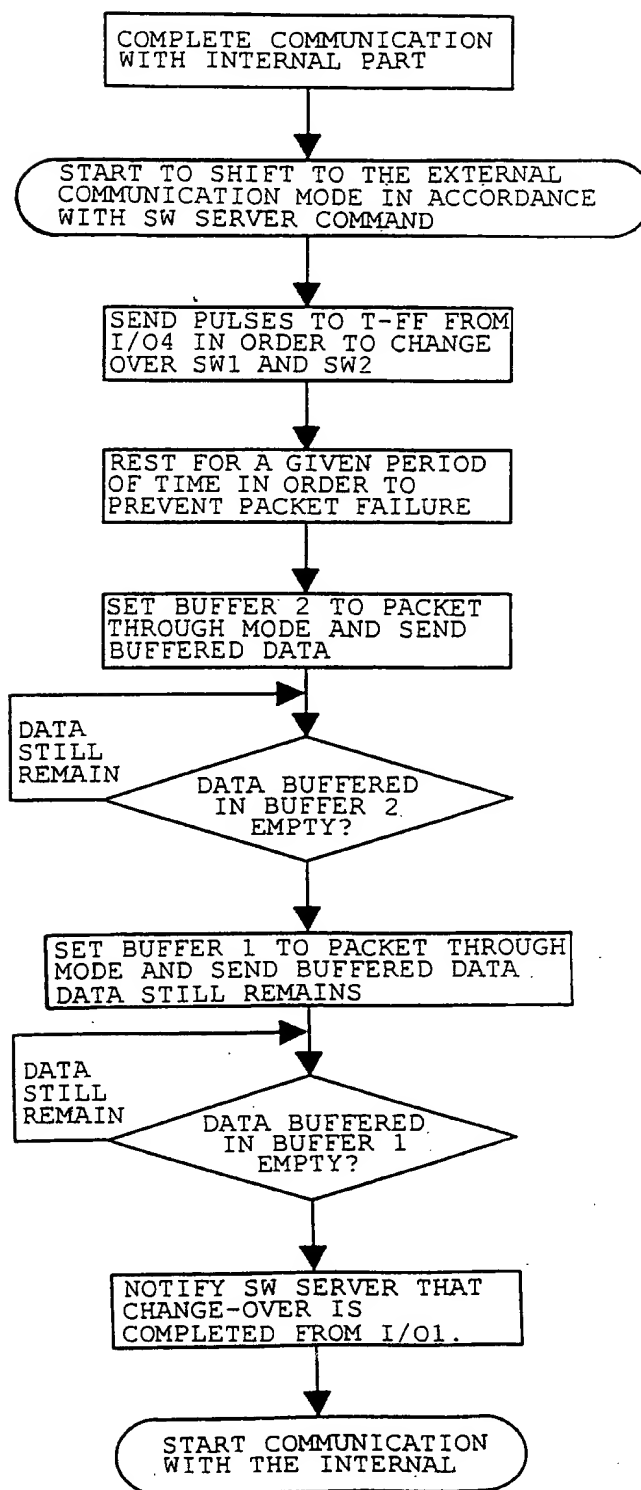 COMPLETE COMMUNICATION
WITH INTERNAL PART
START TO SHIFT TO THE EXTERNAL
COMMUNICATION MODE IN ACCORDANCE
WITH SW SERVER COMMAND
SEND PULSES TO T-FF FROM
I/O4 IN ORDER TO CHANGE
OVER SW1 AND SW2
REST FOR A GIVEN PERIOD
OF TIME IN ORDER TO
PREVENT PACKET FAILURE
SET BUFFER 2 TO PACKET
THROUGH MODE AND SEND
BUFFERED DATA
DATA
STILL
REMAIN
DATA BUFFERED
IN BUFFER 2
EMPTY?
SET BUFFER 1 TO PACKET THROUGH
MODE AND SEND BUFFERED DATA
DATA STILL REMAINS
DATA
STILL
REMAIN
DATA BUFFERED
IN BUFFER 1
EMPTY?
NOTIFY SW SERVER THAT
CHANGE-OVER IS
COMPLETED FROM I/O1.
START COMMUNICATION
WITH THE INTERNAL